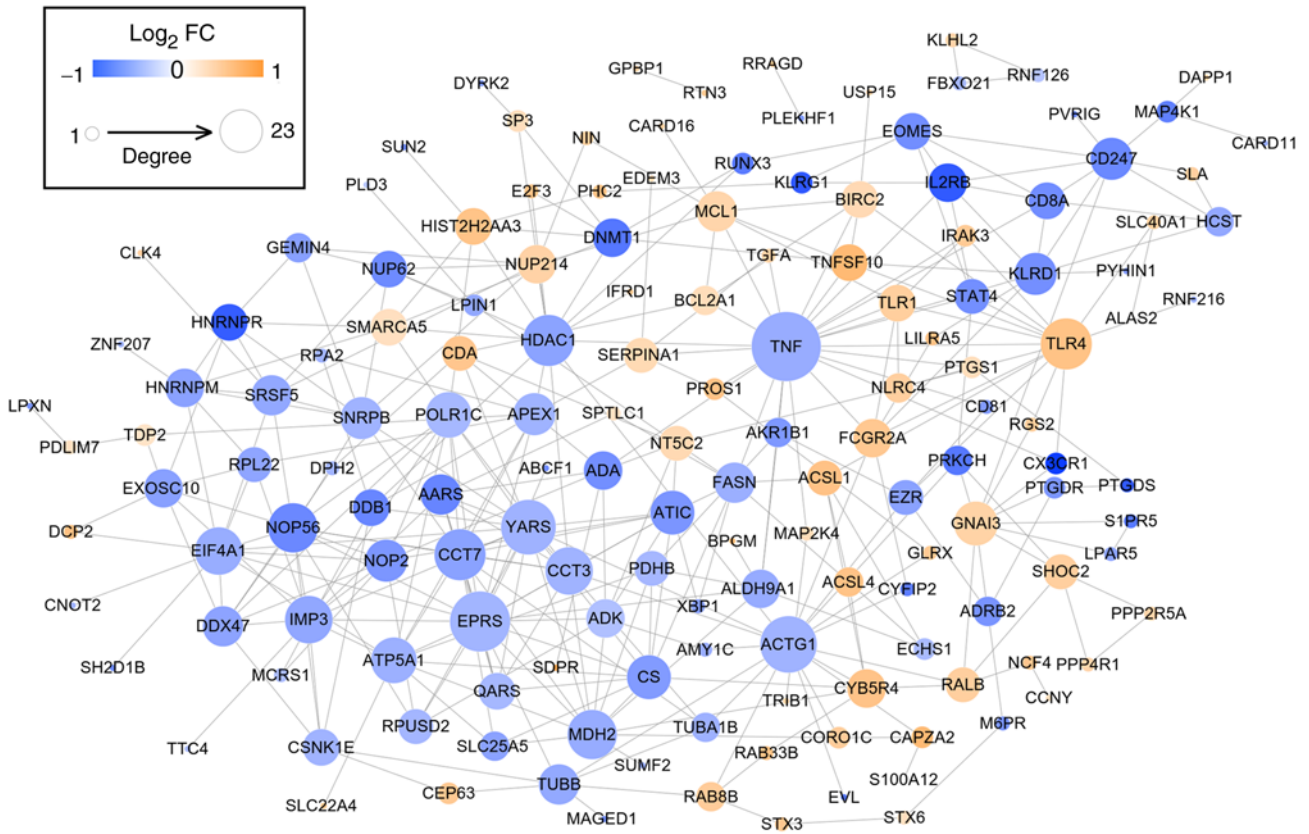 Log2 FC
−1 0 1
1 23
Degree
KLHL2
FBXO21 RNF126
GPBP1 RRAGD
RTN3
DYRK2
USP15
DAPP1
PLEKHF1
PVRIG MAP4K1
SP3
CARD16
EOMES
NIN
CARD11
SUN2
CD247
RUNX3
PLD3
EDEM3
KLRG1 IL2RB
SLA
E2F3 PHC2
BIRC2
CD8A
MCL1
HIST2H2AA3
SLC40A1 HCST
DNMT1
IRAK3
GEMIN4
CLK4
TGFA
NUP62 NUP214
TNFSF10
KLRD1 PYHIN1
IFRD1
BCL2A1
STAT4
RNF216
LPIN1
TLR1
HNRNPR
SMARCA5
ALAS2
HDAC1
LILRA5
ZNF207
TNF
TLR4
RPA2
CDA
SERPINA1
PTGS1
HNRNPM
PROS1
NLRC4
SRSF5
LPXN
SNRPB POLR1C APEX1 SPTLC1
CD81
RGS2
TDP2
PDLIM7
AKR1B1 FCGR2A
NT5C2
RPL22 DPH2
ABCF1 ADA
PRKCH CX3CR1
EXOSC10
AARS
FASN
ACSL1
PTGDR PTGDS
DDB1
EZR
ATIC
DCP2
NOP56
YARS
GNAI3
S1PR5
MAP2K4
EIF4A1
BPGM
GLRX
LPAR5
NOP2 CCT7
CCT3 PDHB
SHOC2
ALDH9A1
ACSL4
CYFIP2
CNOT2
XBP1
ADRB2
PPP2R5A
DDX47 IMP3
EPRS
ADK
ACTG1
AMY1C
ECHS1
SH2D1B
ATP5A1
SDPR
NCF4 PPP4R1
MCRS1
CS
CYB5R4 RALB
QARS
CCNY
TRIB1
RPUSD2
M6PR
TUBA1B
TTC4
CSNK1E
SLC25A5
MDH2
CORO1C CAPZA2
RAB33B
SUMF2
S100A12
TUBB
SLC22A4
CEP63
RAB8B
EVL
MAGED1
STX3
STX6